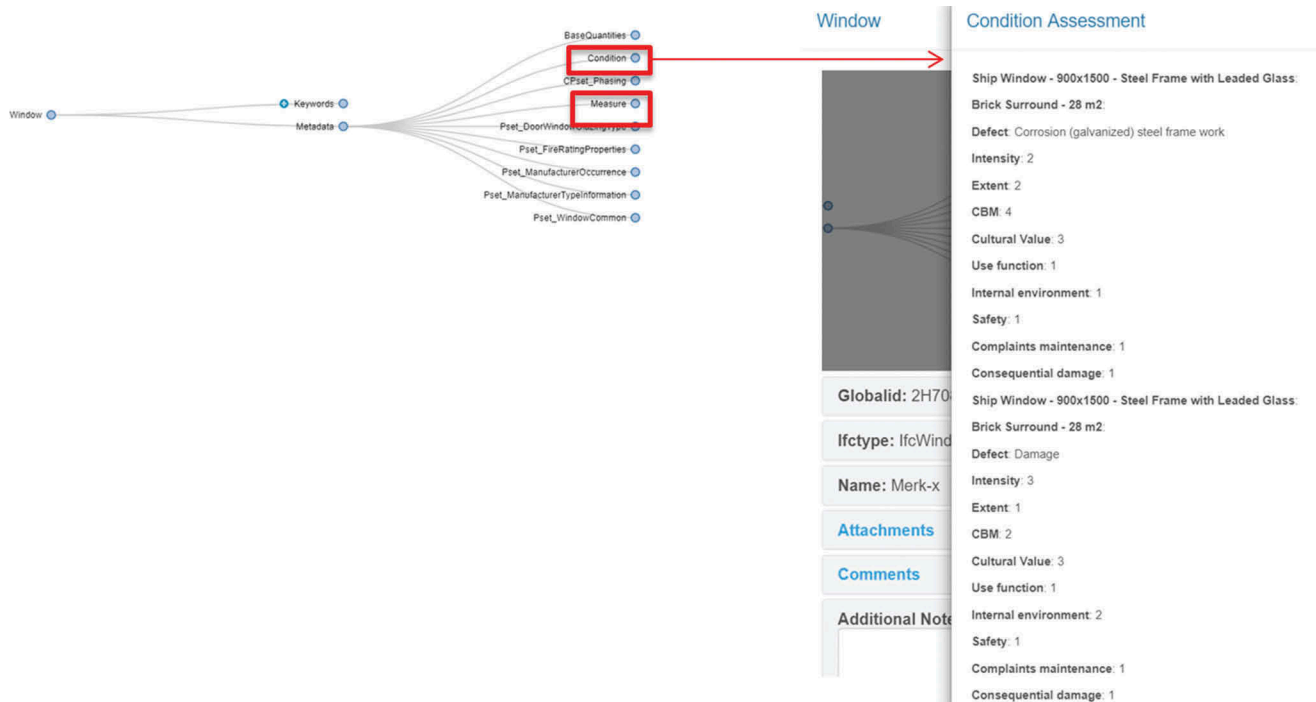 Window
Keywords
Metadata
BaseQuantities
Condition
CPset_Phasing
Measure
Pset_DoorWindowGlazingType
Pset_FireRatingProperties
Pset_ManufacturerOccurrence
Pset_ManufacturerTypeInformation
Pset_WindowCommon
Window
Globalid: 2H70
Ifctype: IfcWind
Name: Merk-x
Attachments
Comments
Additional Note
Condition Assessment
Ship Window - 900x1500 - Steel Frame with Leaded Glass:
Brick Surround - 28 m2:
Defect: Corrosion (galvanized) steel frame work
Intensity: 2
Extent: 2
CBM: 4
Cultural Value: 3
Use function: 1
Internal environment: 1
Safety: 1
Complaints maintenance: 1
Consequential damage: 1
Ship Window - 900x1500 - Steel Frame with Leaded Glass:
Brick Surround - 28 m2:
Defect: Damage
Intensity: 3
Extent: 1
CBM: 2
Cultural Value: 3
Use function: 1
Internal environment: 2
Safety: 1
Complaints maintenance: 1
Consequential damage: 1